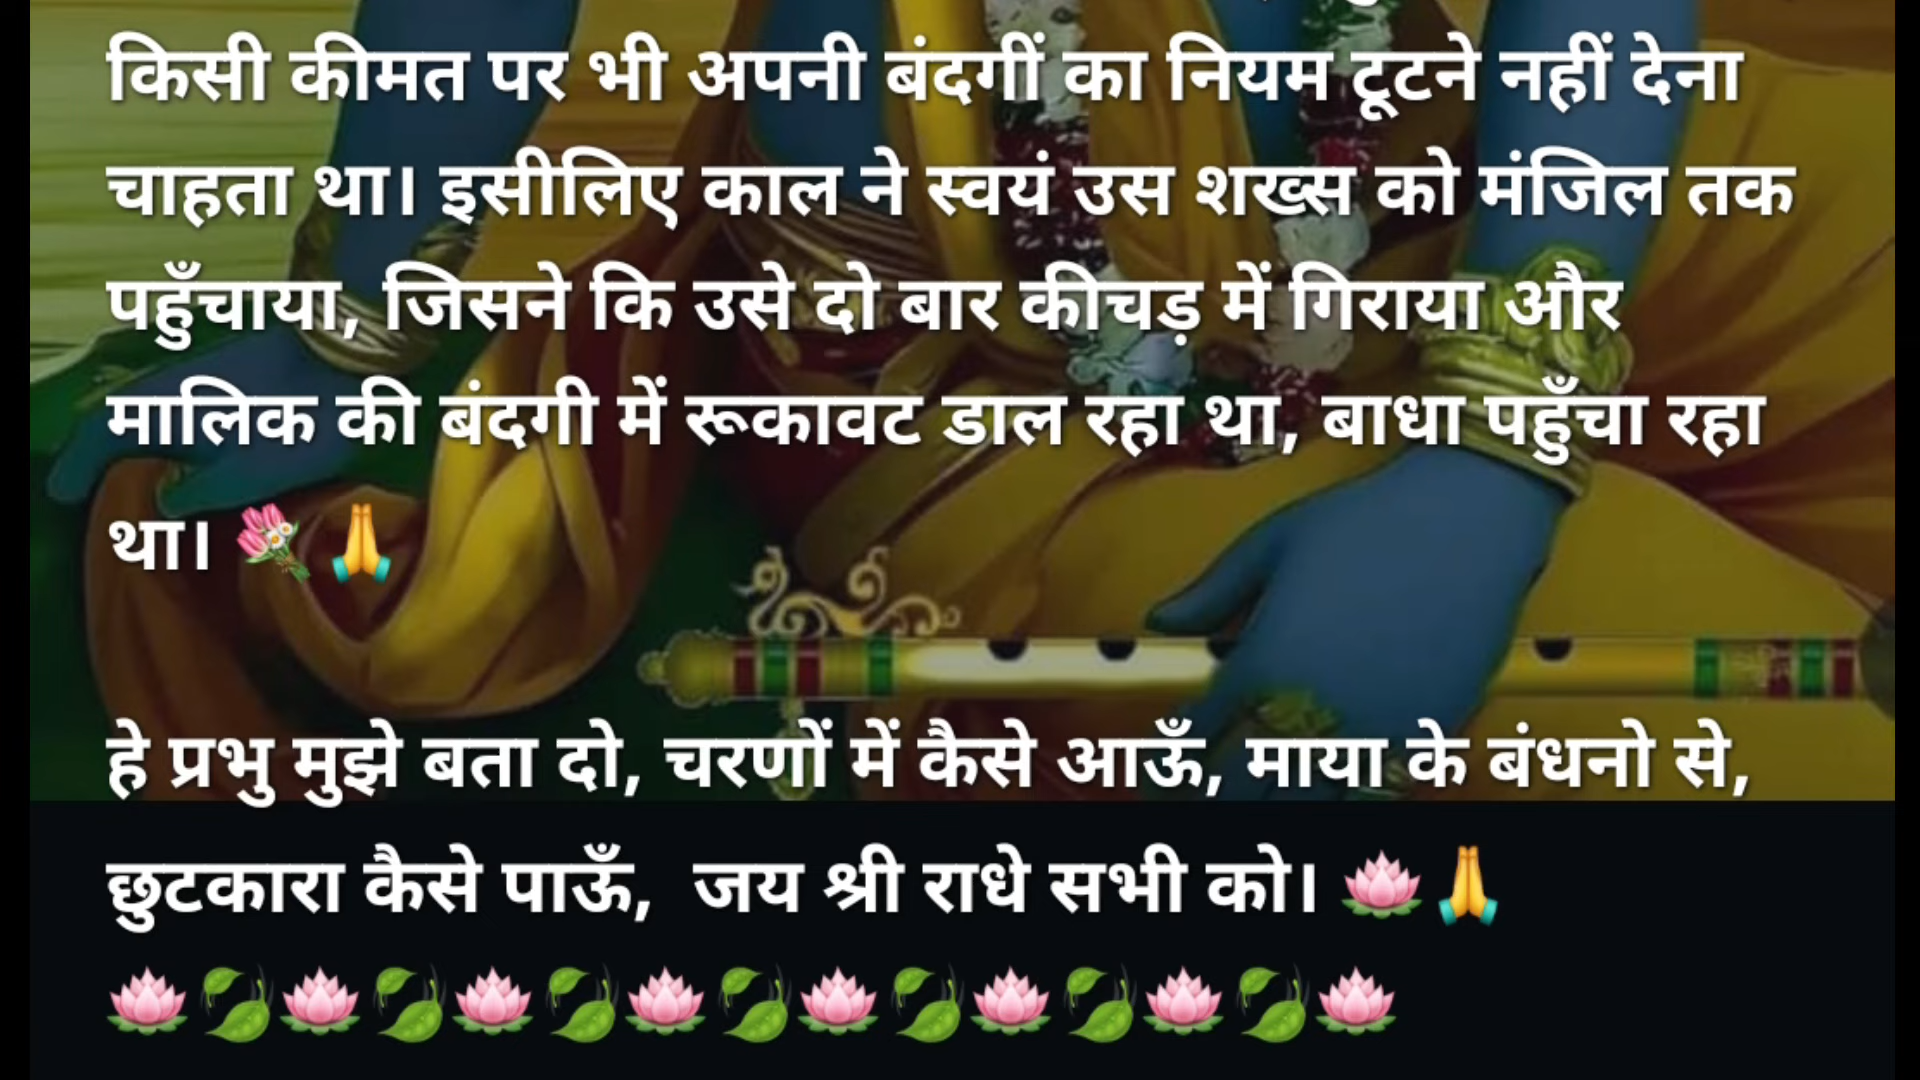 किसी कीमत पर भी अपनी बंदगीं का नियम टूटने नहीं देना
चाहता था। इसीलिए काल ने स्वयं उस शख्स को मंजिल तक
पहुँचाया, जिसने कि उसे दो बार कीचड़ में गिराया और
मालिक की बंदगी में रूकावट डाल रहा था, बाधा पहुँचा रहा
था। 💐🙏
हे प्रभु मुझे बता दो, चरणों में कैसे आऊँ, माया के बंधनो से,
छुटकारा कैसे पाऊँ,  जय श्री राधे सभी को। 🪷🙏
🪷🍃🪷🍃🪷🍃🪷🍃🪷🍃🪷🍃🪷🍃🪷